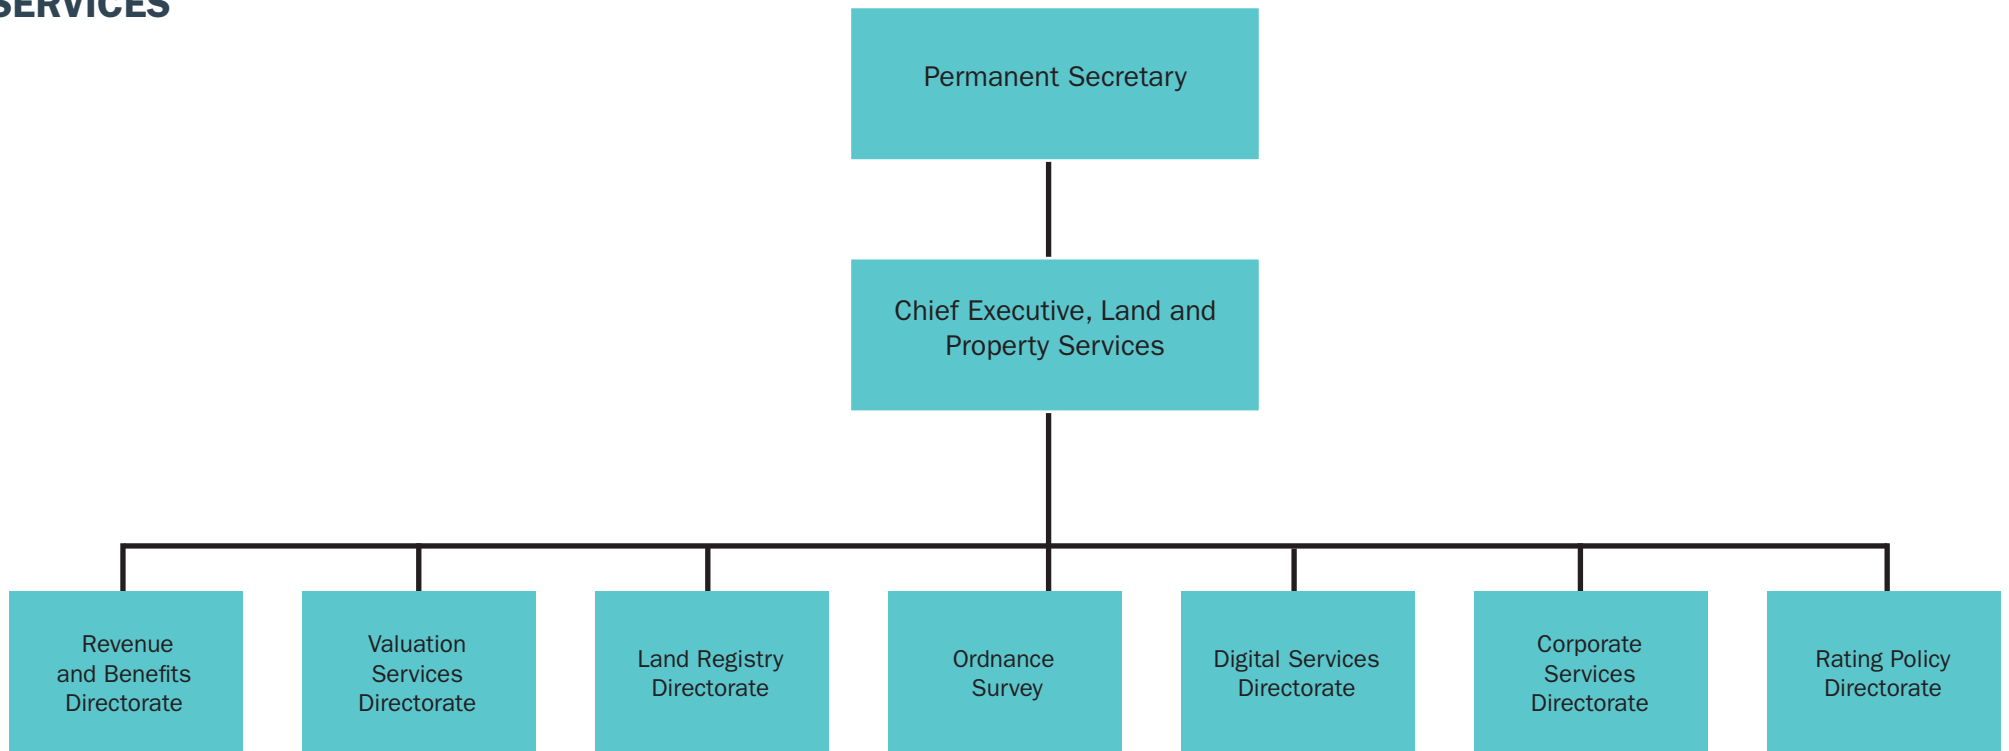 SERVICES
Permanent Secretary
Chief Executive, Land and
Property Services
Revenue
and Benefits
Directorate
Valuation
Services
Directorate
Land Registry
Directorate
Ordnance
Survey
Digital Services
Directorate
Corporate
Services
Directorate
Rating Policy
Directorate